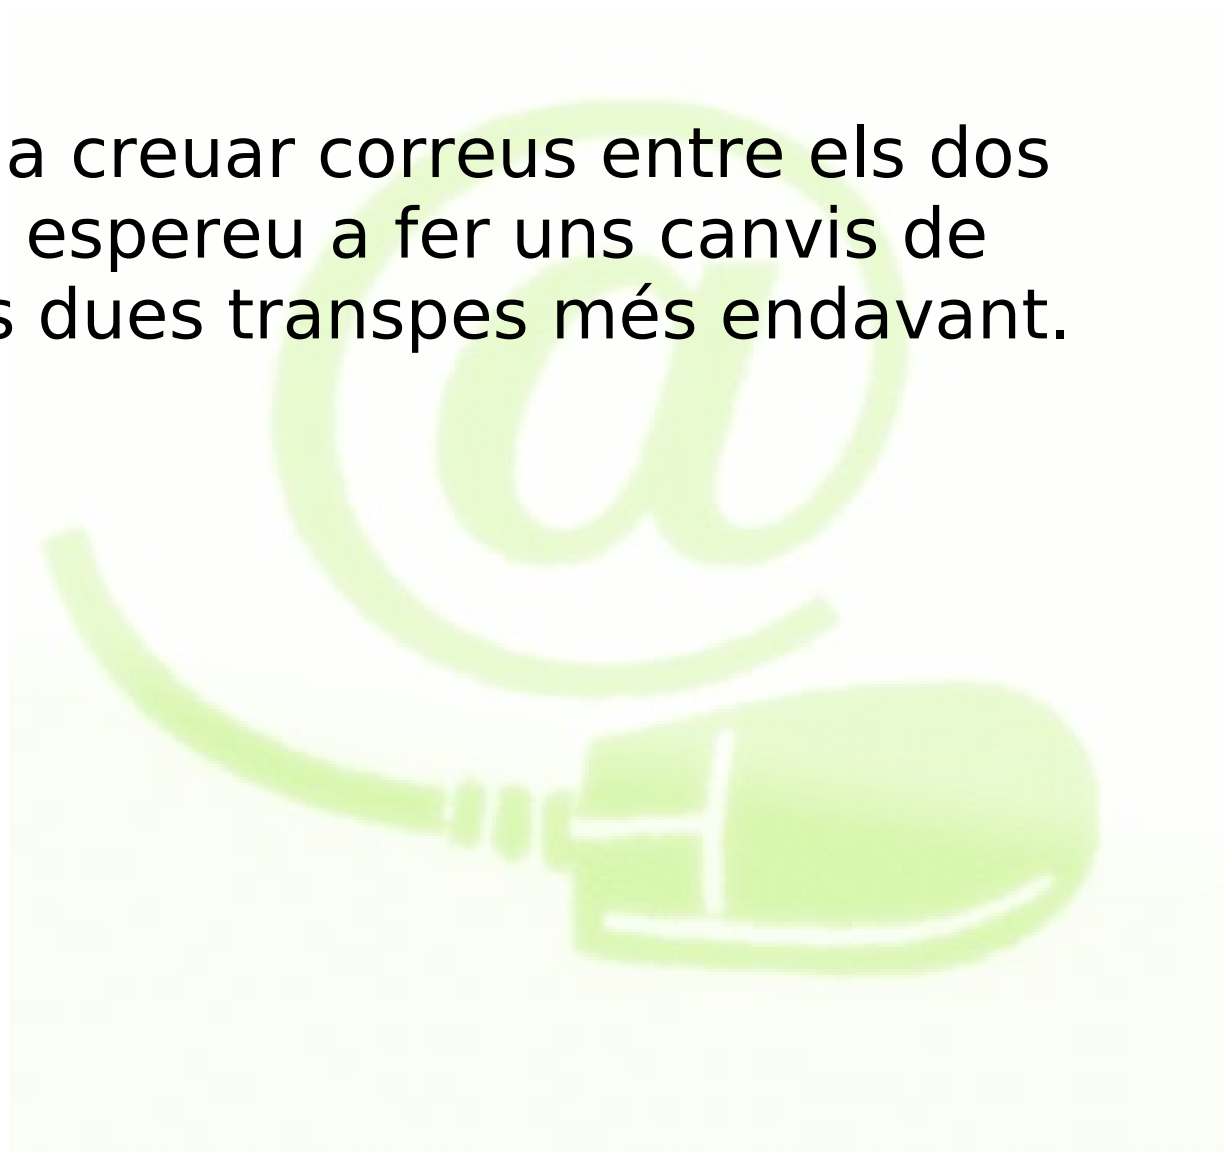 a creuar correus entre els dos
espereu a fer uns canvis de
dues transpes més endavant.